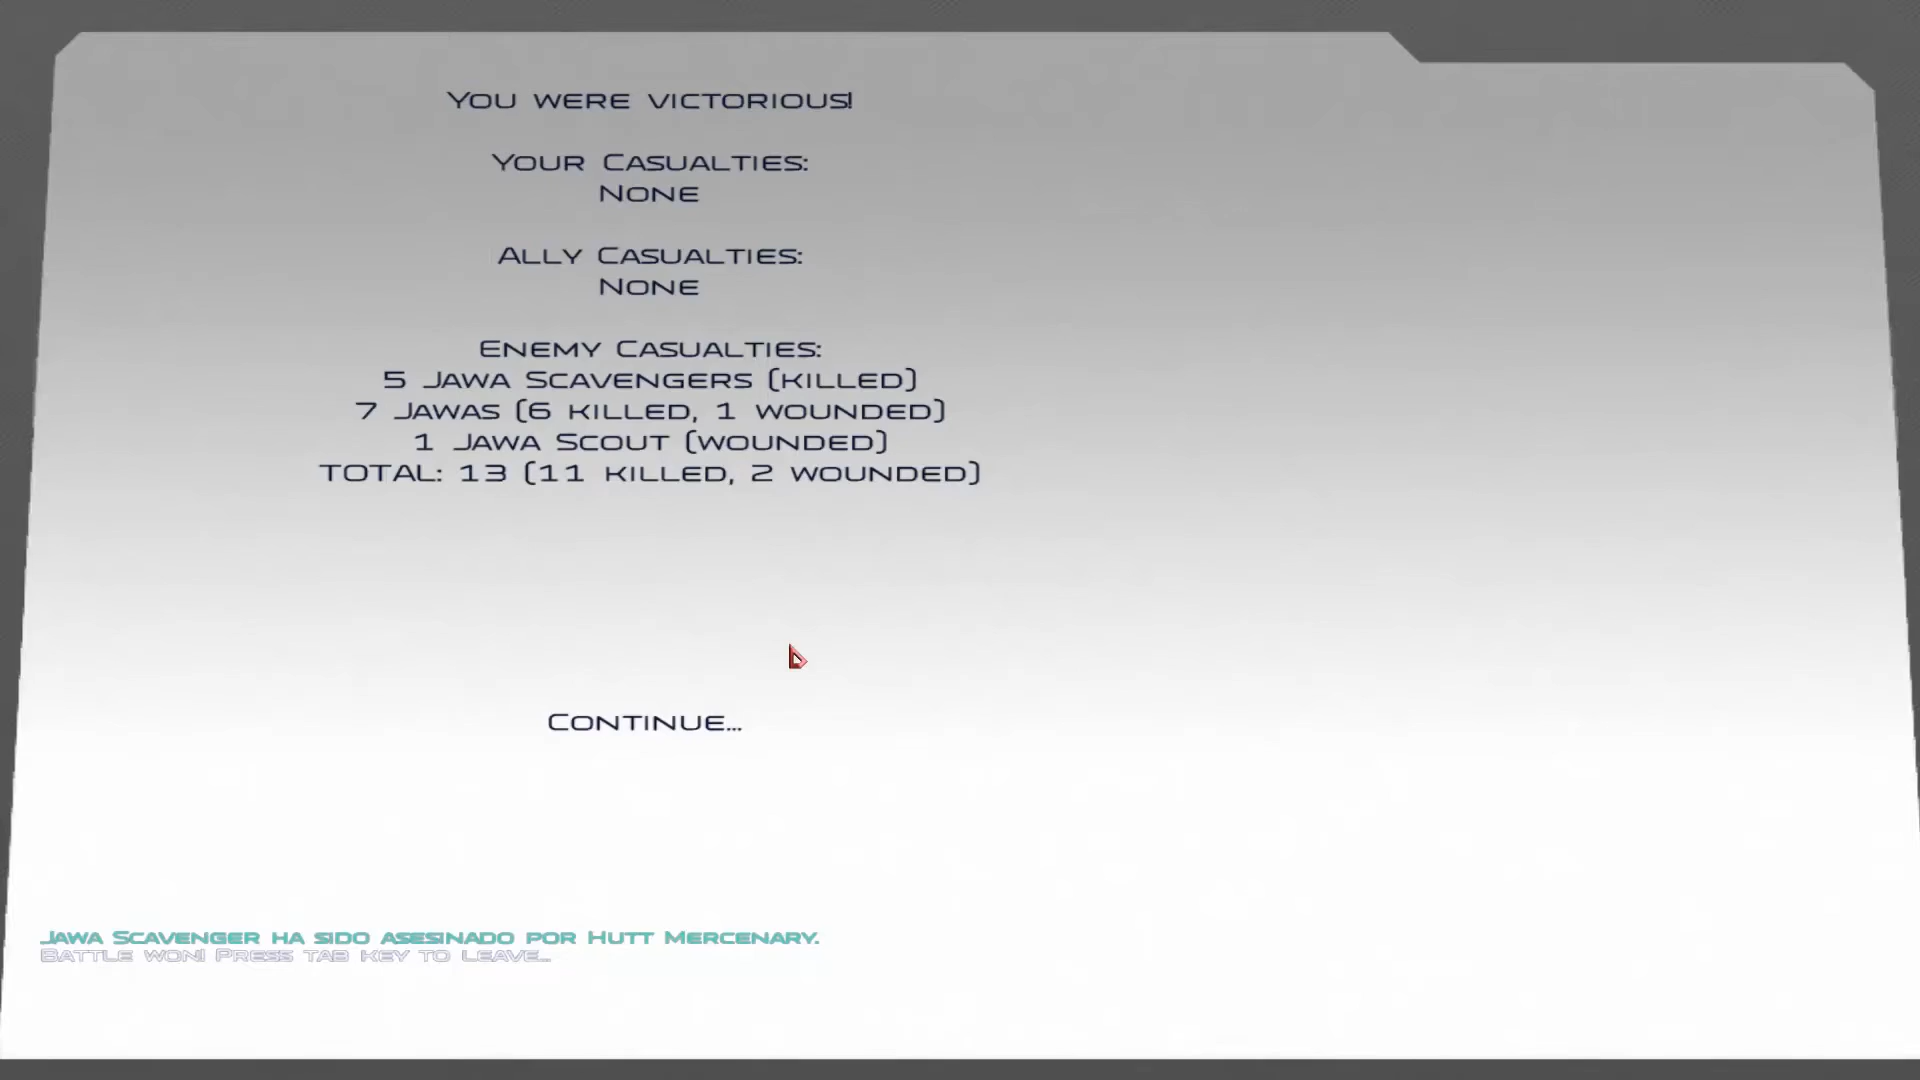 You were victorious!
Your Casualties:
None
Ally Casualties:
None
Enemy Casualties:
5 Jawa Scavengers (killed)
7 Jawas (6 killed, 1 wounded)
1 Jawa Scout (wounded)
TOTAL: 13 (11 killed, 2 wounded)
Continue...
Jawa Scavenger ha sido asesinado por Hutt Mercenary.
Battle won! Press tab key to leave...